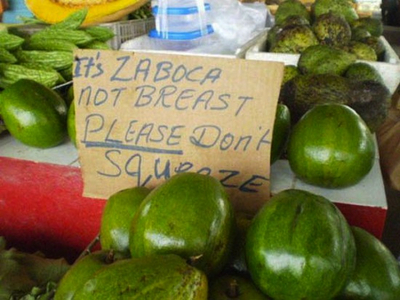 It's ZABOCA
NOT BREAST
PLEASE Don't
SQUEEZE